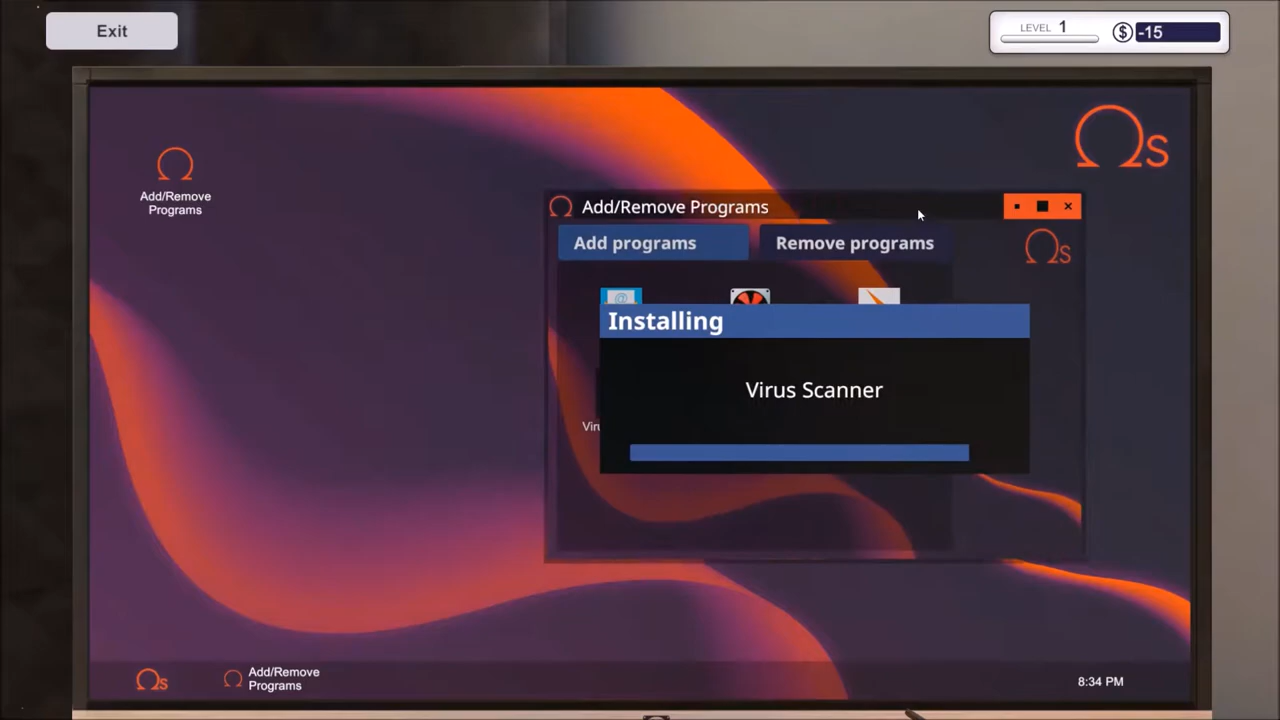 Exit
LEVEL 1
$ -15
Ωs
Add/Remove
Programs
Add/Remove Programs
Add programs
Remove programs
Ωs
Installing
Virus Scanner
Viru
Ωs
Add/Remove
Programs
8:34 PM